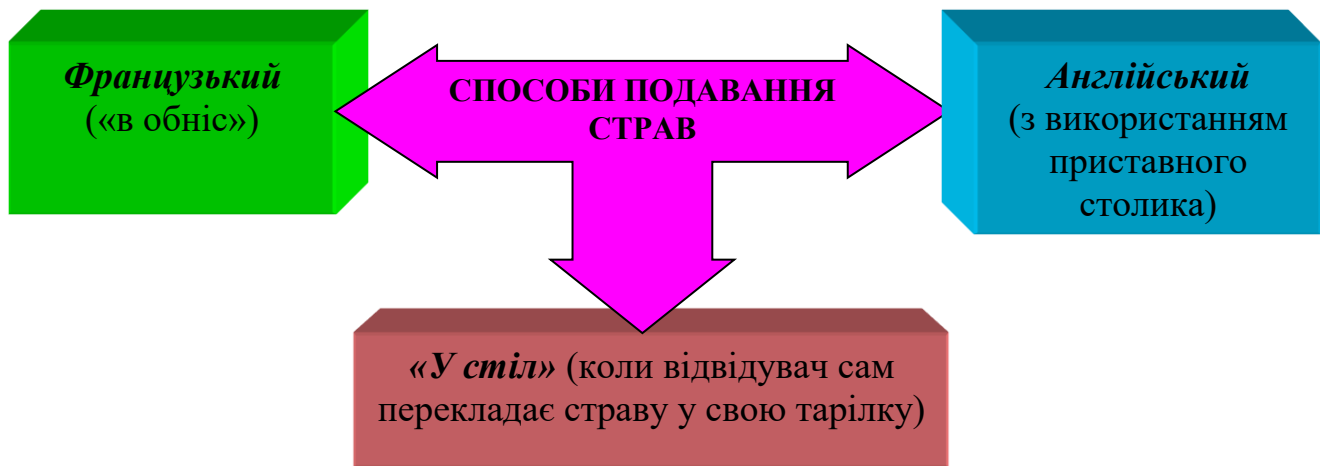 Французький
(«в обніс»)
СПОСОБИ ПОДАВАННЯ
СТРАВ
Англійський
(з використанням
приставного
столика)
«У стіл» (коли відвідувач сам
перекладає страву у свою тарілку)